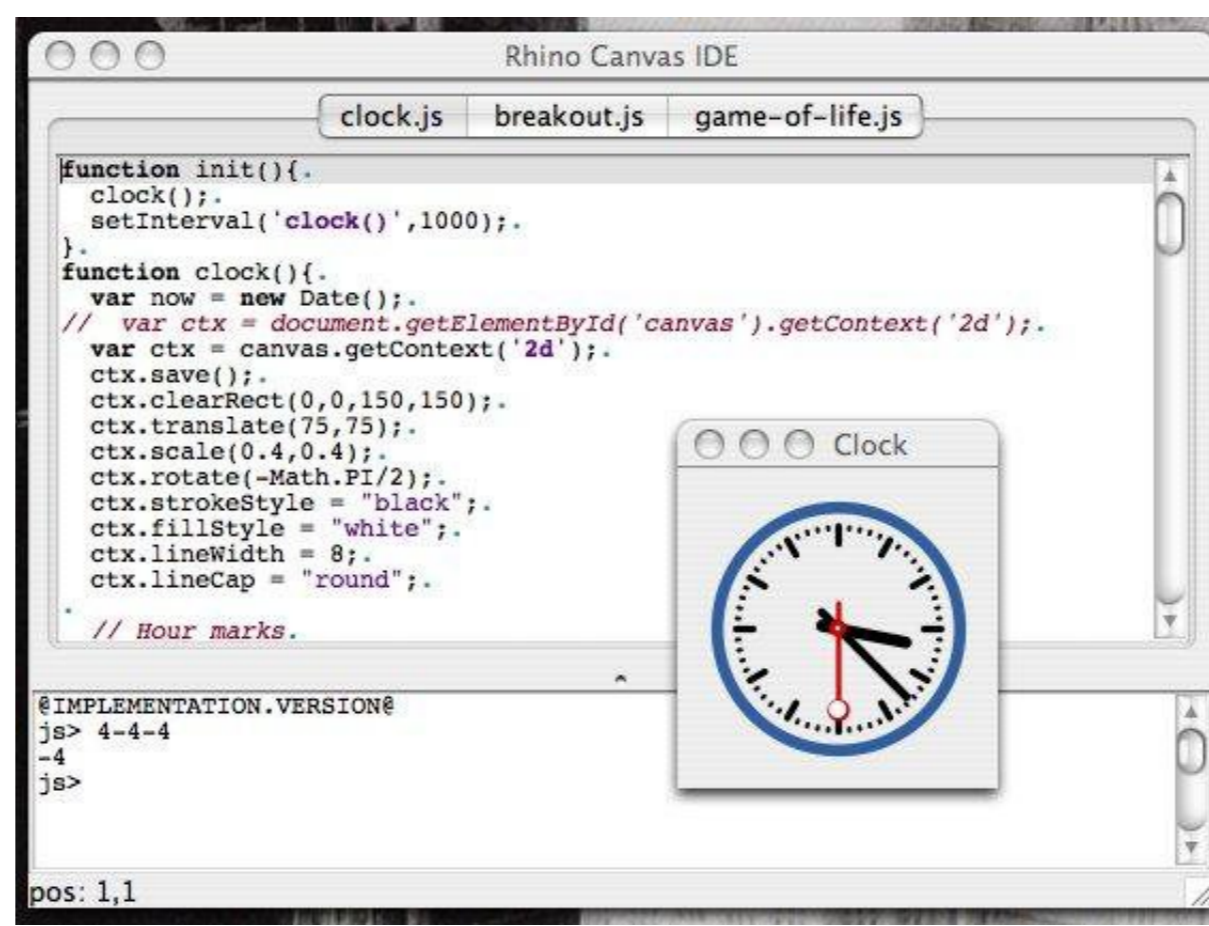 Rhino Canvas IDE
clock.js breakout.js game-of-life.js
function init(){.
  clock();.
  setInterval('clock()',1000);.
}.
function clock(){.
  var now = new Date();.
//  var ctx = document.getElementById('canvas').getContext('2d');.
  var ctx = canvas.getContext('2d');.
  ctx.save();.
  ctx.clearRect(0,0,150,150);.
  ctx.translate(75,75);.
  ctx.scale(0.4,0.4);.
  ctx.rotate(-Math.PI/2);.
  ctx.strokeStyle = "black";.
  ctx.fillStyle = "white";.
  ctx.lineWidth = 8;.
  ctx.lineCap = "round";.
.
  // Hour marks.
Clock
@IMPLEMENTATION.VERSION@
js> 4-4-4
-4
js>
pos: 1,1